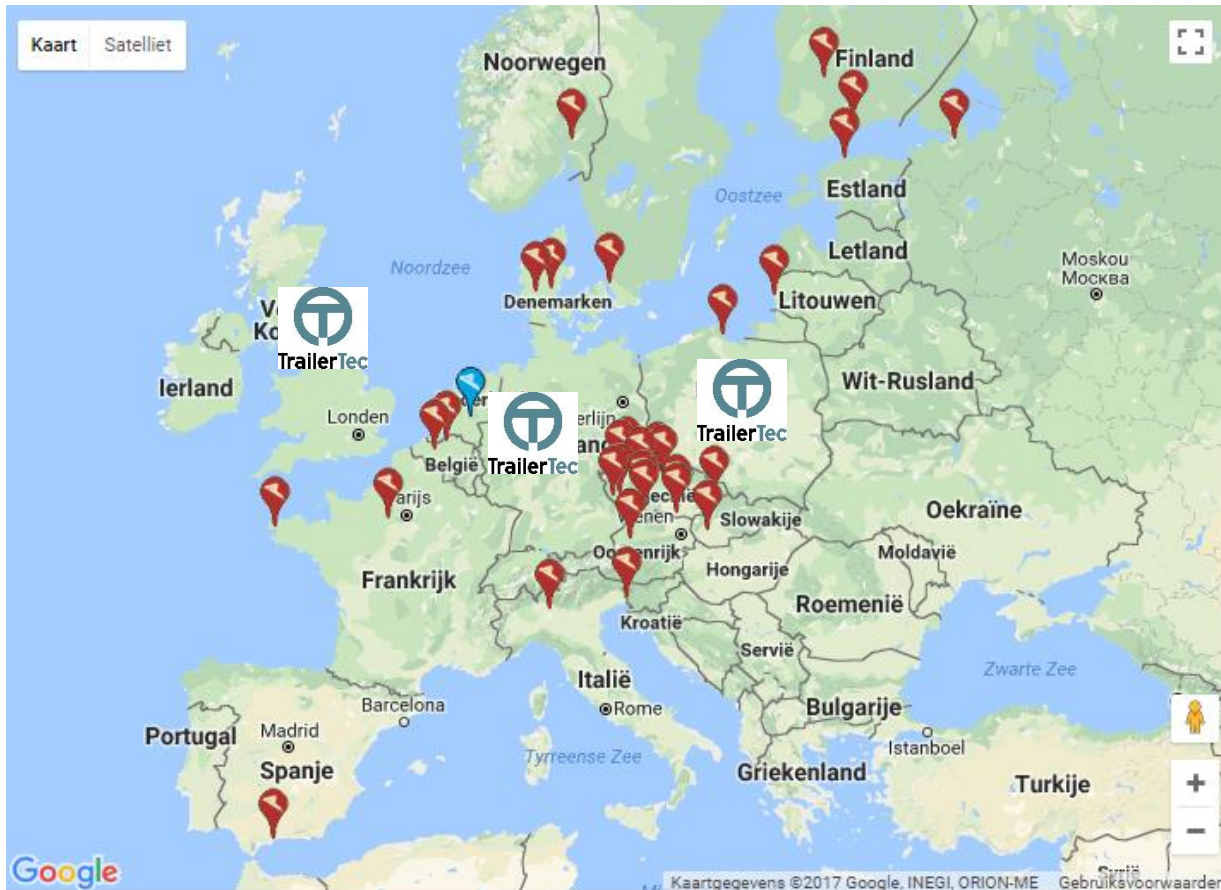 Kaart Satelliet
Noorwegen
Finland
Oostzee
Estland
Letland
Noordzee
Moskou
Москва
Denemarken
Litouwen
TrailerTec
Ierland
Wit-Rusland
Londen
TrailerTec
België
TrailerTec
Slowakije
Oekraïne
Moldavië
Hongarije
Frankrijk
Roemenië
Kroatië
Servië
Zwarte Zee
Italië
Rome
Barcelona
Bulgarije
Portugal
Madrid
Istanboel
Spanje
Tyrreense Zee
Griekenland
Turkije
Google
Kaartgegevens ©2017 Google, INEGI, ORION-ME Gebruiksvoorwaarden